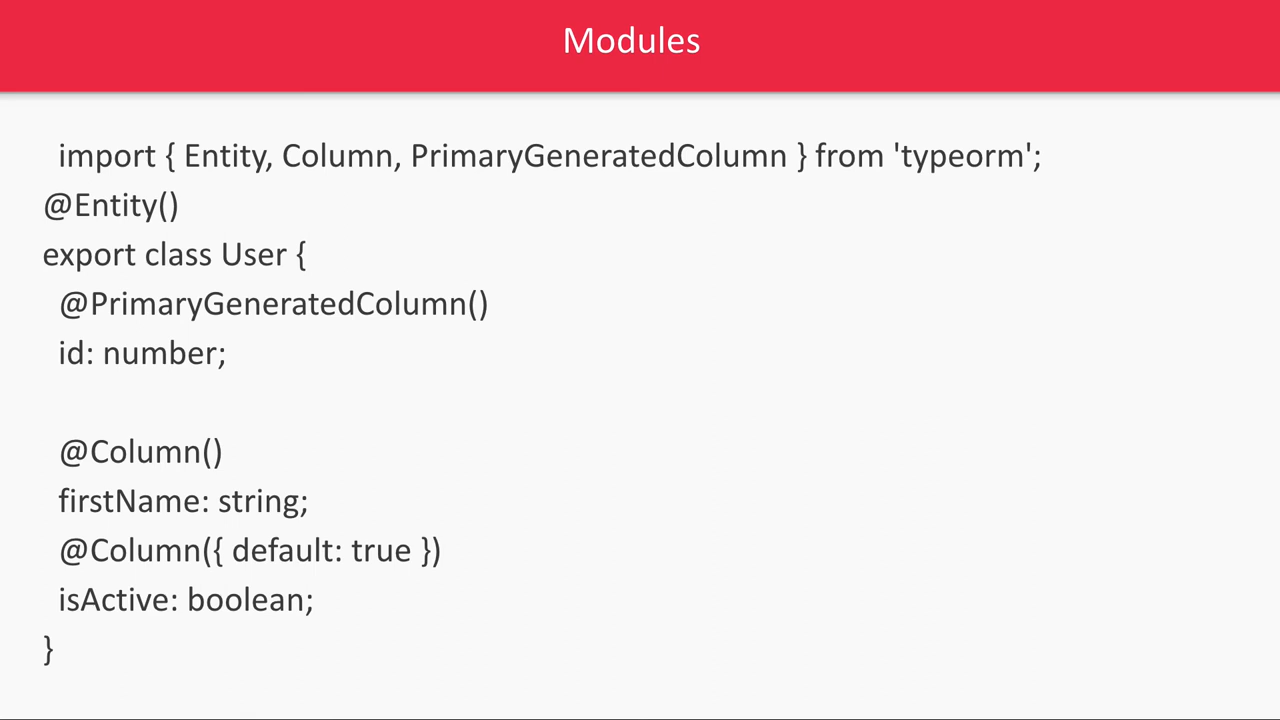 Modules
import { Entity, Column, PrimaryGeneratedColumn } from 'typeorm';
@Entity()
export class User {
@PrimaryGeneratedColumn()
id: number;
@Column()
firstName: string;
@Column({ default: true })
isActive: boolean;
}